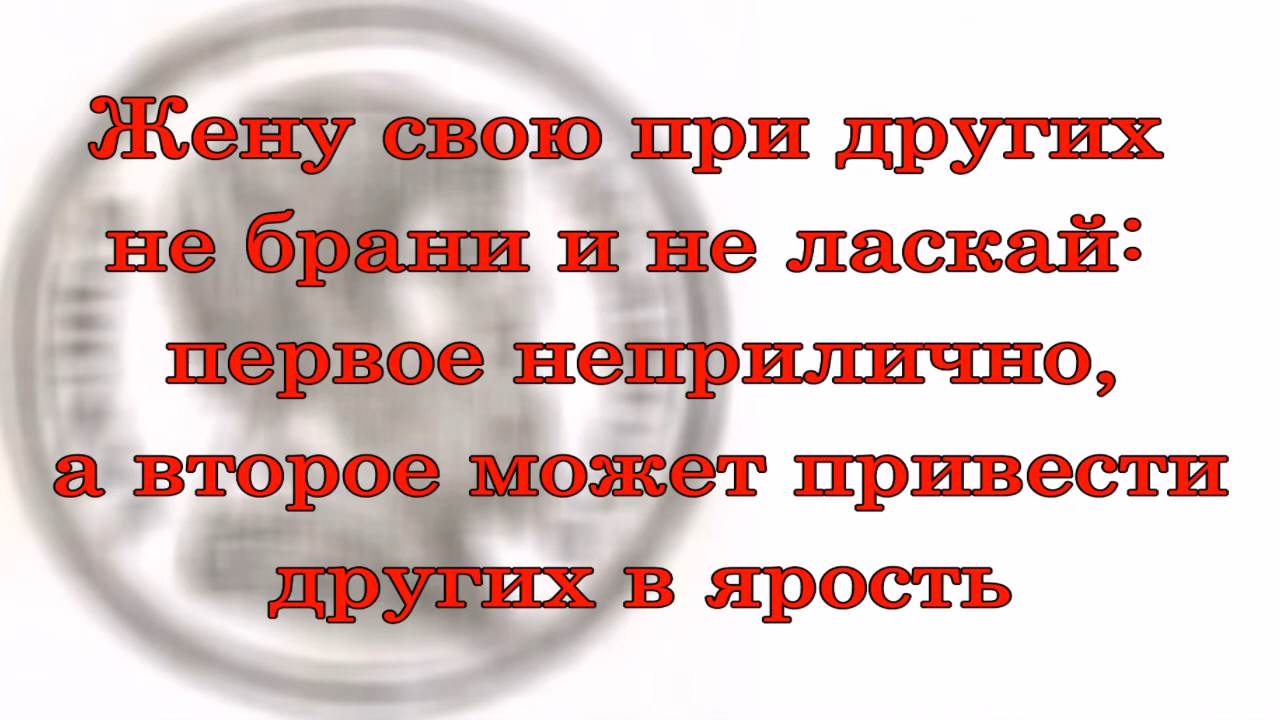 Жену свою при других
не брани и не ласкай:
первое неприлично,
а второе может привести
других в ярость